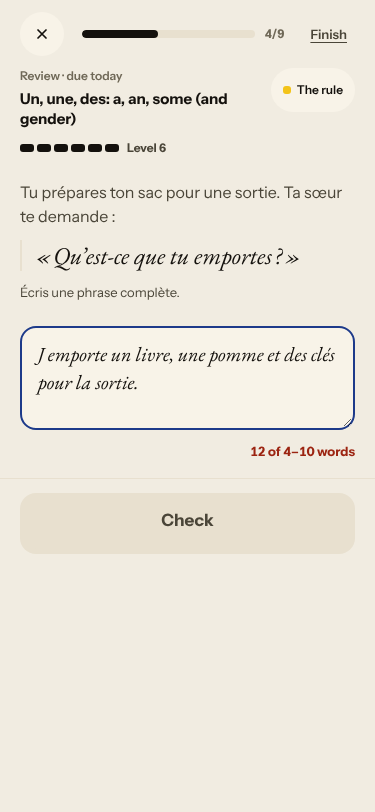 ✕
4/9
Finish
Review · due today
Un, une, des: a, an, some (and
gender)
The rule
Level 6
Tu prépares ton sac pour une sortie. Ta sœur
te demande :
« Qu’est-ce que tu emportes ? »
Écris une phrase complète.
J emporte un livre, une pomme et des clés
pour la sortie.
12 of 4–10 words
Check